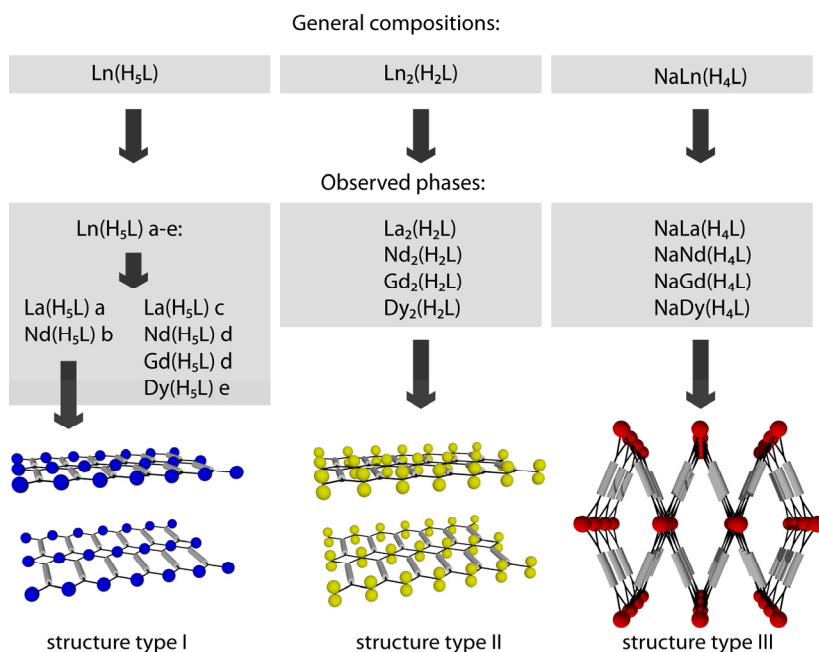 General compositions:
Ln(H₅L)
Ln₂(H₂L)
NaLn(H₄L)
Observed phases:
Ln(H₅L) a-e:
La(H₅L) a
Nd(H₅L) b
La(H₅L) c
Nd(H₅L) d
Gd(H₅L) d
Dy(H₅L) e
La₂(H₂L)
Nd₂(H₂L)
Gd₂(H₂L)
Dy₂(H₂L)
NaLa(H₄L)
NaNd(H₄L)
NaGd(H₄L)
NaDy(H₄L)
structure type I
structure type II
structure type III